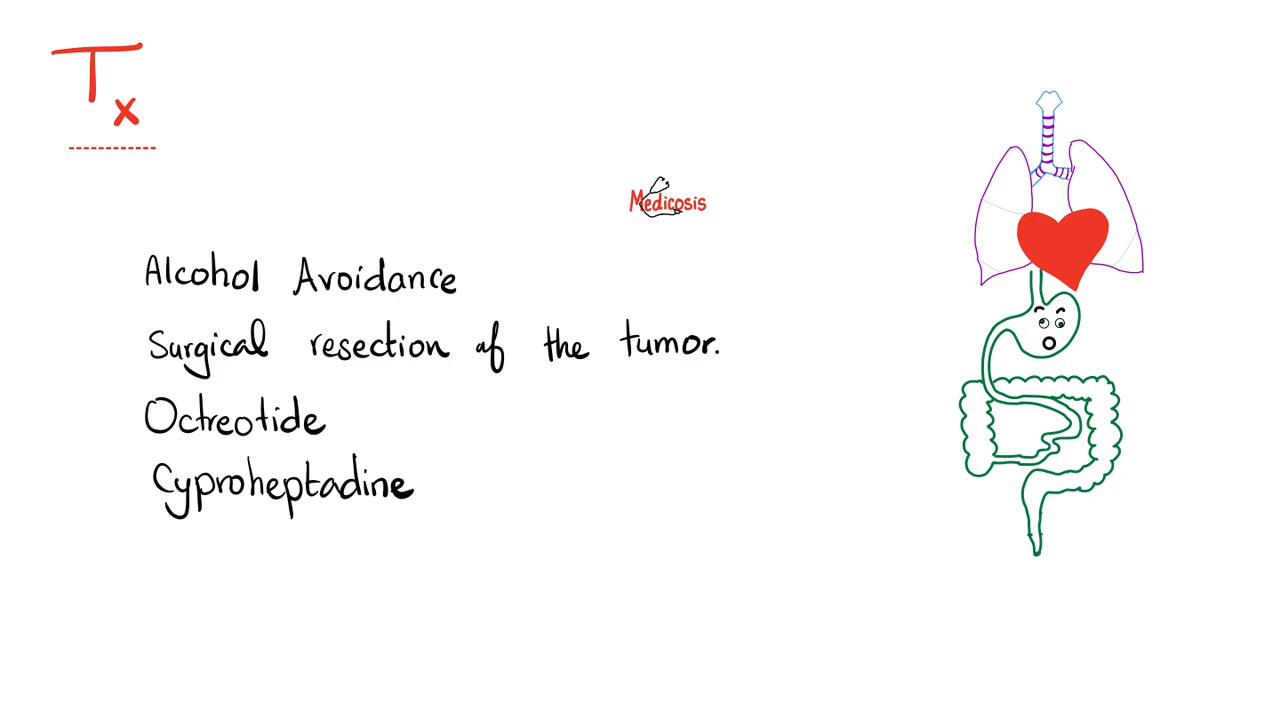 Tx
Medicosis
Alcohol Avoidance
Surgical resection of the tumor.
Octreotide
Cyproheptadine